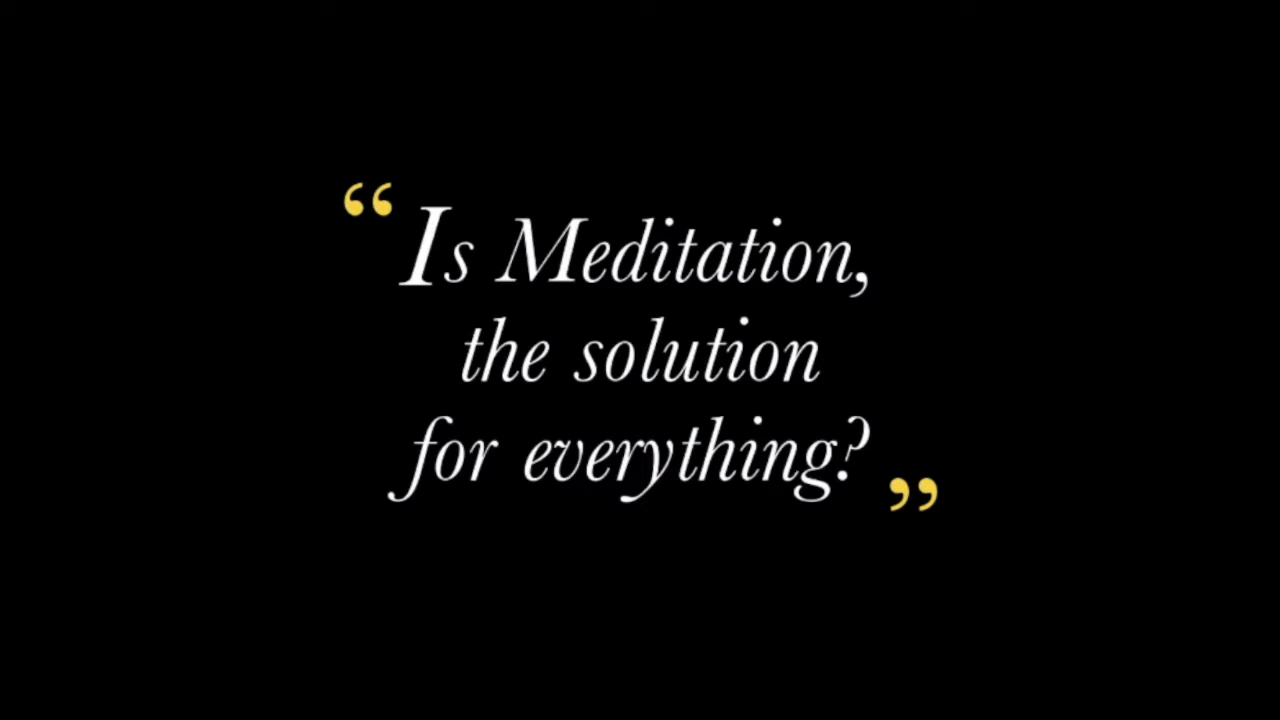 “Is Meditation,
the solution
for everything?”